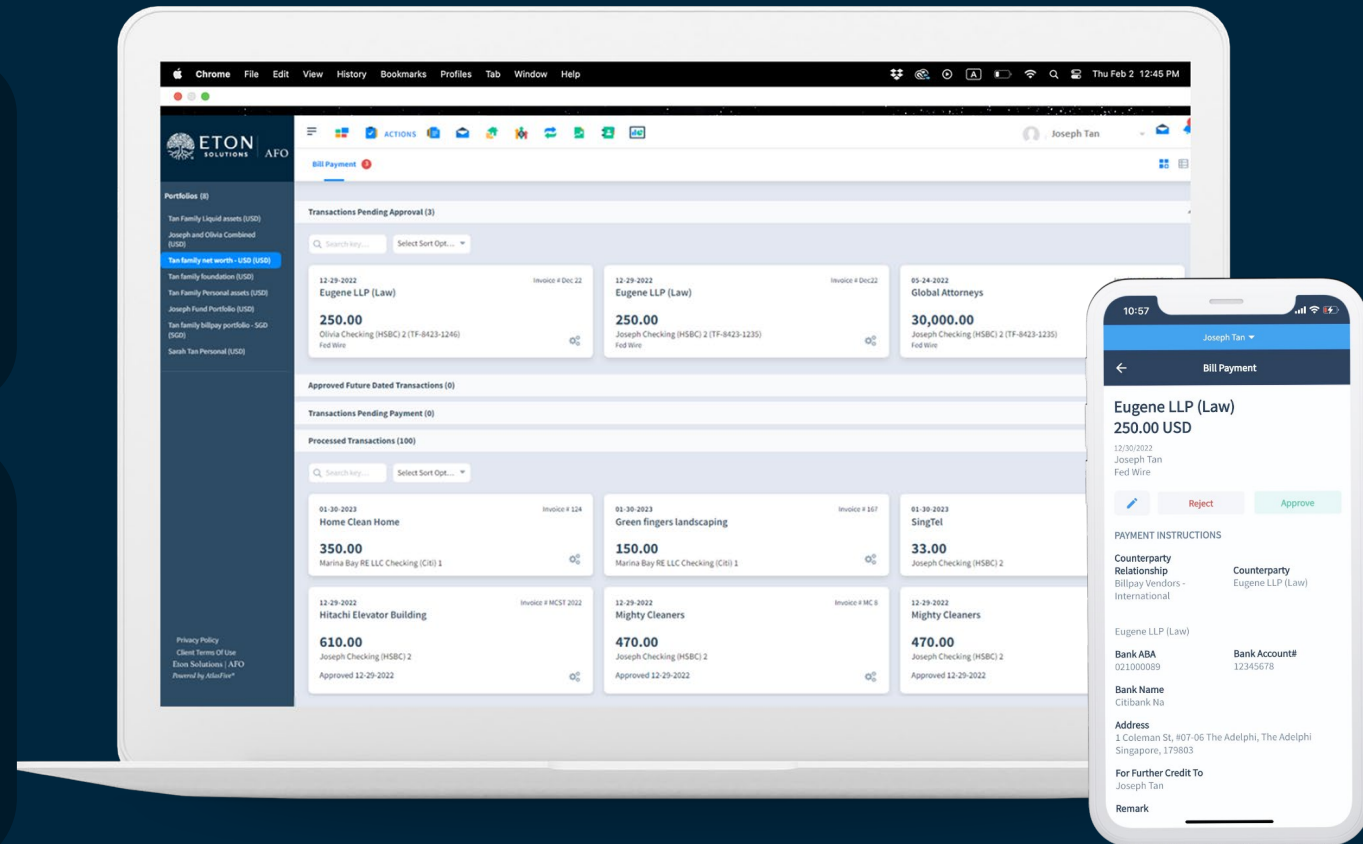 Chrome File Edit View History Bookmarks Profiles Tab Window Help
A
Thu Feb 2 12:45 PM
ETON
SOLUTIONS
AFO
ACTIONS
Joseph Tan
Bill Payment 3
Portfolios (8)
Tan Family Liquid assets (USD)
Joseph and Olivia Combined
(USD)
Tan family net worth - USD (USD)
Tan family foundation (USD)
Tan Family Personal assets (USD)
Joseph Fund Portfolio (USD)
Tan family billpay portfolio - SGD
(SGD)
Sarah Tan Personal (USD)
Privacy Policy
Client Terms Of Use
Eton Solutions | AFO
Powered by AtlasFive®
Transactions Pending Approval (3)
Search key...
Select Sort Opt...
12-29-2022
Invoice # Dec 22
Eugene LLP (Law)
250.00
Olivia Checking (HSBC) 2 (TF-8423-1246)
Fed Wire
12-29-2022
Invoice # Dec22
Eugene LLP (Law)
250.00
Joseph Checking (HSBC) 2 (TF-8423-1235)
Fed Wire
05-24-2022
Global Attorneys
30,000.00
Joseph Checking (HSBC) 2 (TF-8423-1235)
Fed Wire
Approved Future Dated Transactions (0)
Transactions Pending Payment (0)
Processed Transactions (100)
Search key...
Select Sort Opt...
01-30-2023
Invoice # 124
Home Clean Home
350.00
Marina Bay RE LLC Checking (Citi) 1
01-30-2023
Invoice # 167
Green fingers landscaping
150.00
Marina Bay RE LLC Checking (Citi) 1
01-30-2023
SingTel
33.00
Joseph Checking (HSBC) 2
12-29-2022
Invoice # MCST 2022
Hitachi Elevator Building
610.00
Joseph Checking (HSBC) 2
Approved 12-29-2022
12-29-2022
Invoice # MC 8
Mighty Cleaners
470.00
Joseph Checking (HSBC) 2
Approved 12-29-2022
12-29-2022
Mighty Cleaners
470.00
Joseph Checking (HSBC) 2
Approved 12-29-2022
10:57
Joseph Tan
Bill Payment
Eugene LLP (Law)
250.00 USD
12/30/2022
Joseph Tan
Fed Wire
Reject
Approve
PAYMENT INSTRUCTIONS
Counterparty
Relationship
Billpay Vendors -
International
Counterparty
Eugene LLP (Law)
Eugene LLP (Law)
Bank ABA
021000089
Bank Account#
12345678
Bank Name
Citibank Na
Address
1 Coleman St, #07-06 The Adelphi, The Adelphi
Singapore, 179803
For Further Credit To
Joseph Tan
Remark